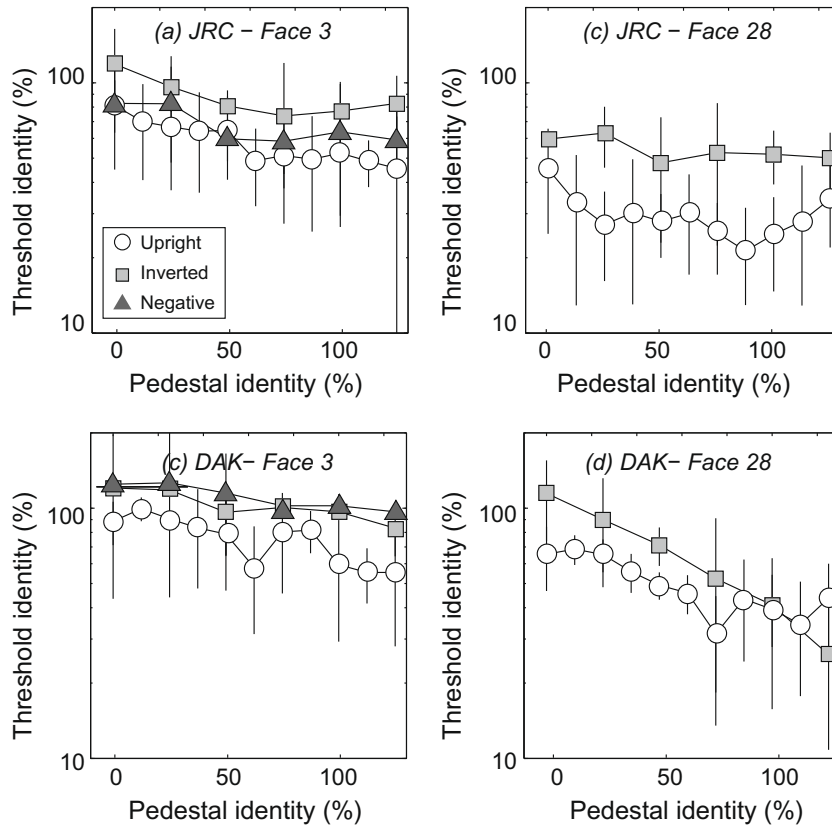 (a) JRC − Face 3
Threshold identity (%)
100
10
Upright
Inverted
Negative
0 50 100
Pedestal identity (%)
(c) JRC − Face 28
Threshold identity (%)
100
10
0 50 100
Pedestal identity (%)
(c) DAK− Face 3
Threshold identity (%)
100
10
0 50 100
Pedestal identity (%)
(d) DAK− Face 28
Threshold identity (%)
100
10
0 50 100
Pedestal identity (%)